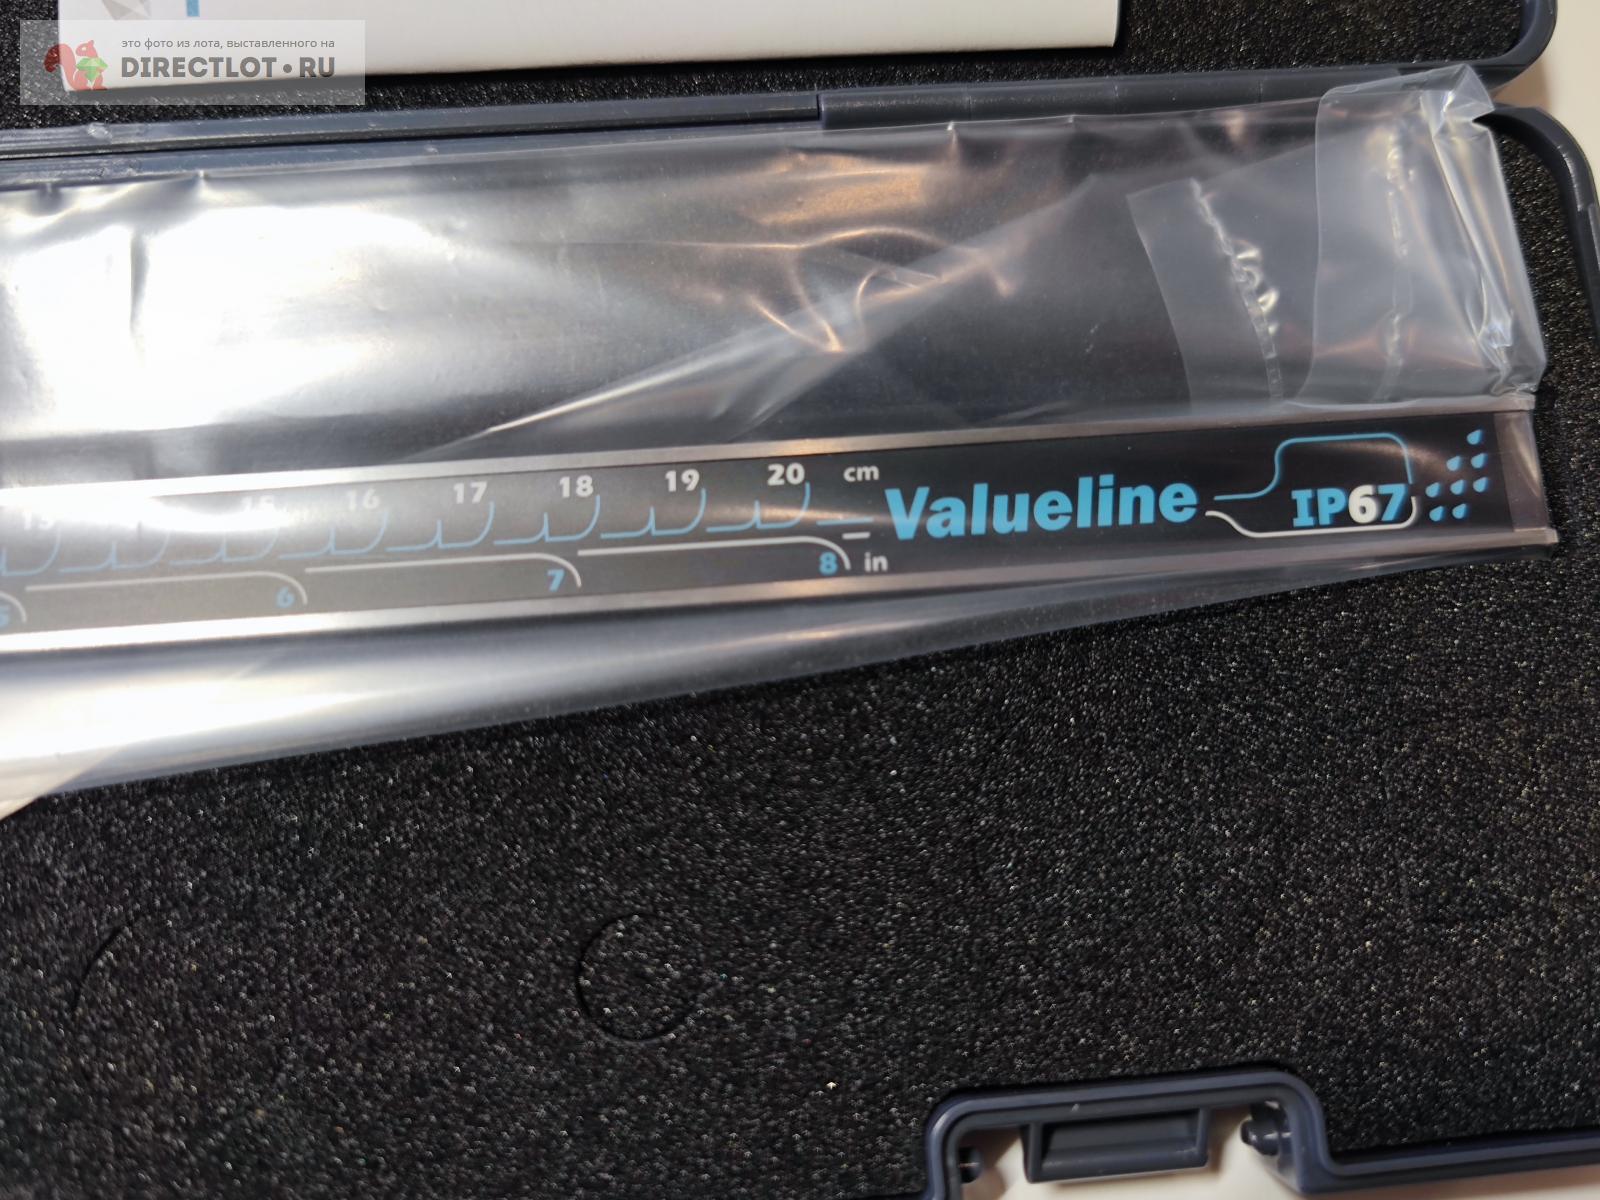 это фото из лота, выставленного на
DIRECTLOT•RU
15 16 17 18 19 20 cm
Valueline IP67
6 7 8 in